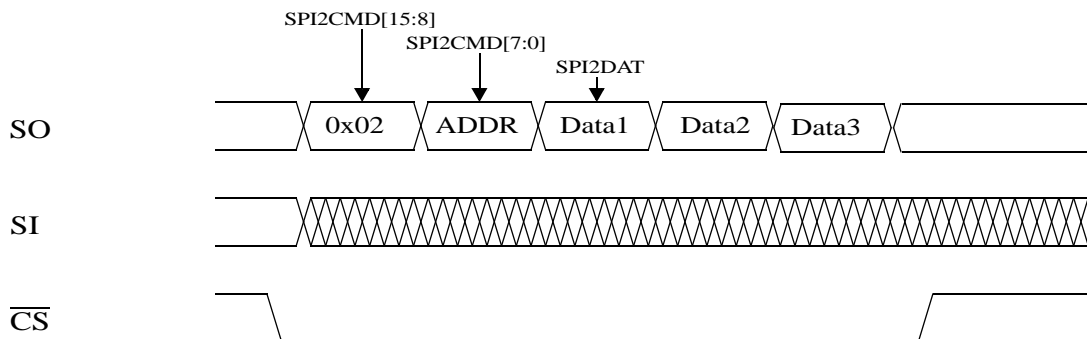 SPI2CMD[15:8]
SPI2CMD[7:0]
SPI2DAT
SO 0x02 ADDR Data1 Data2 Data3
SI
CS